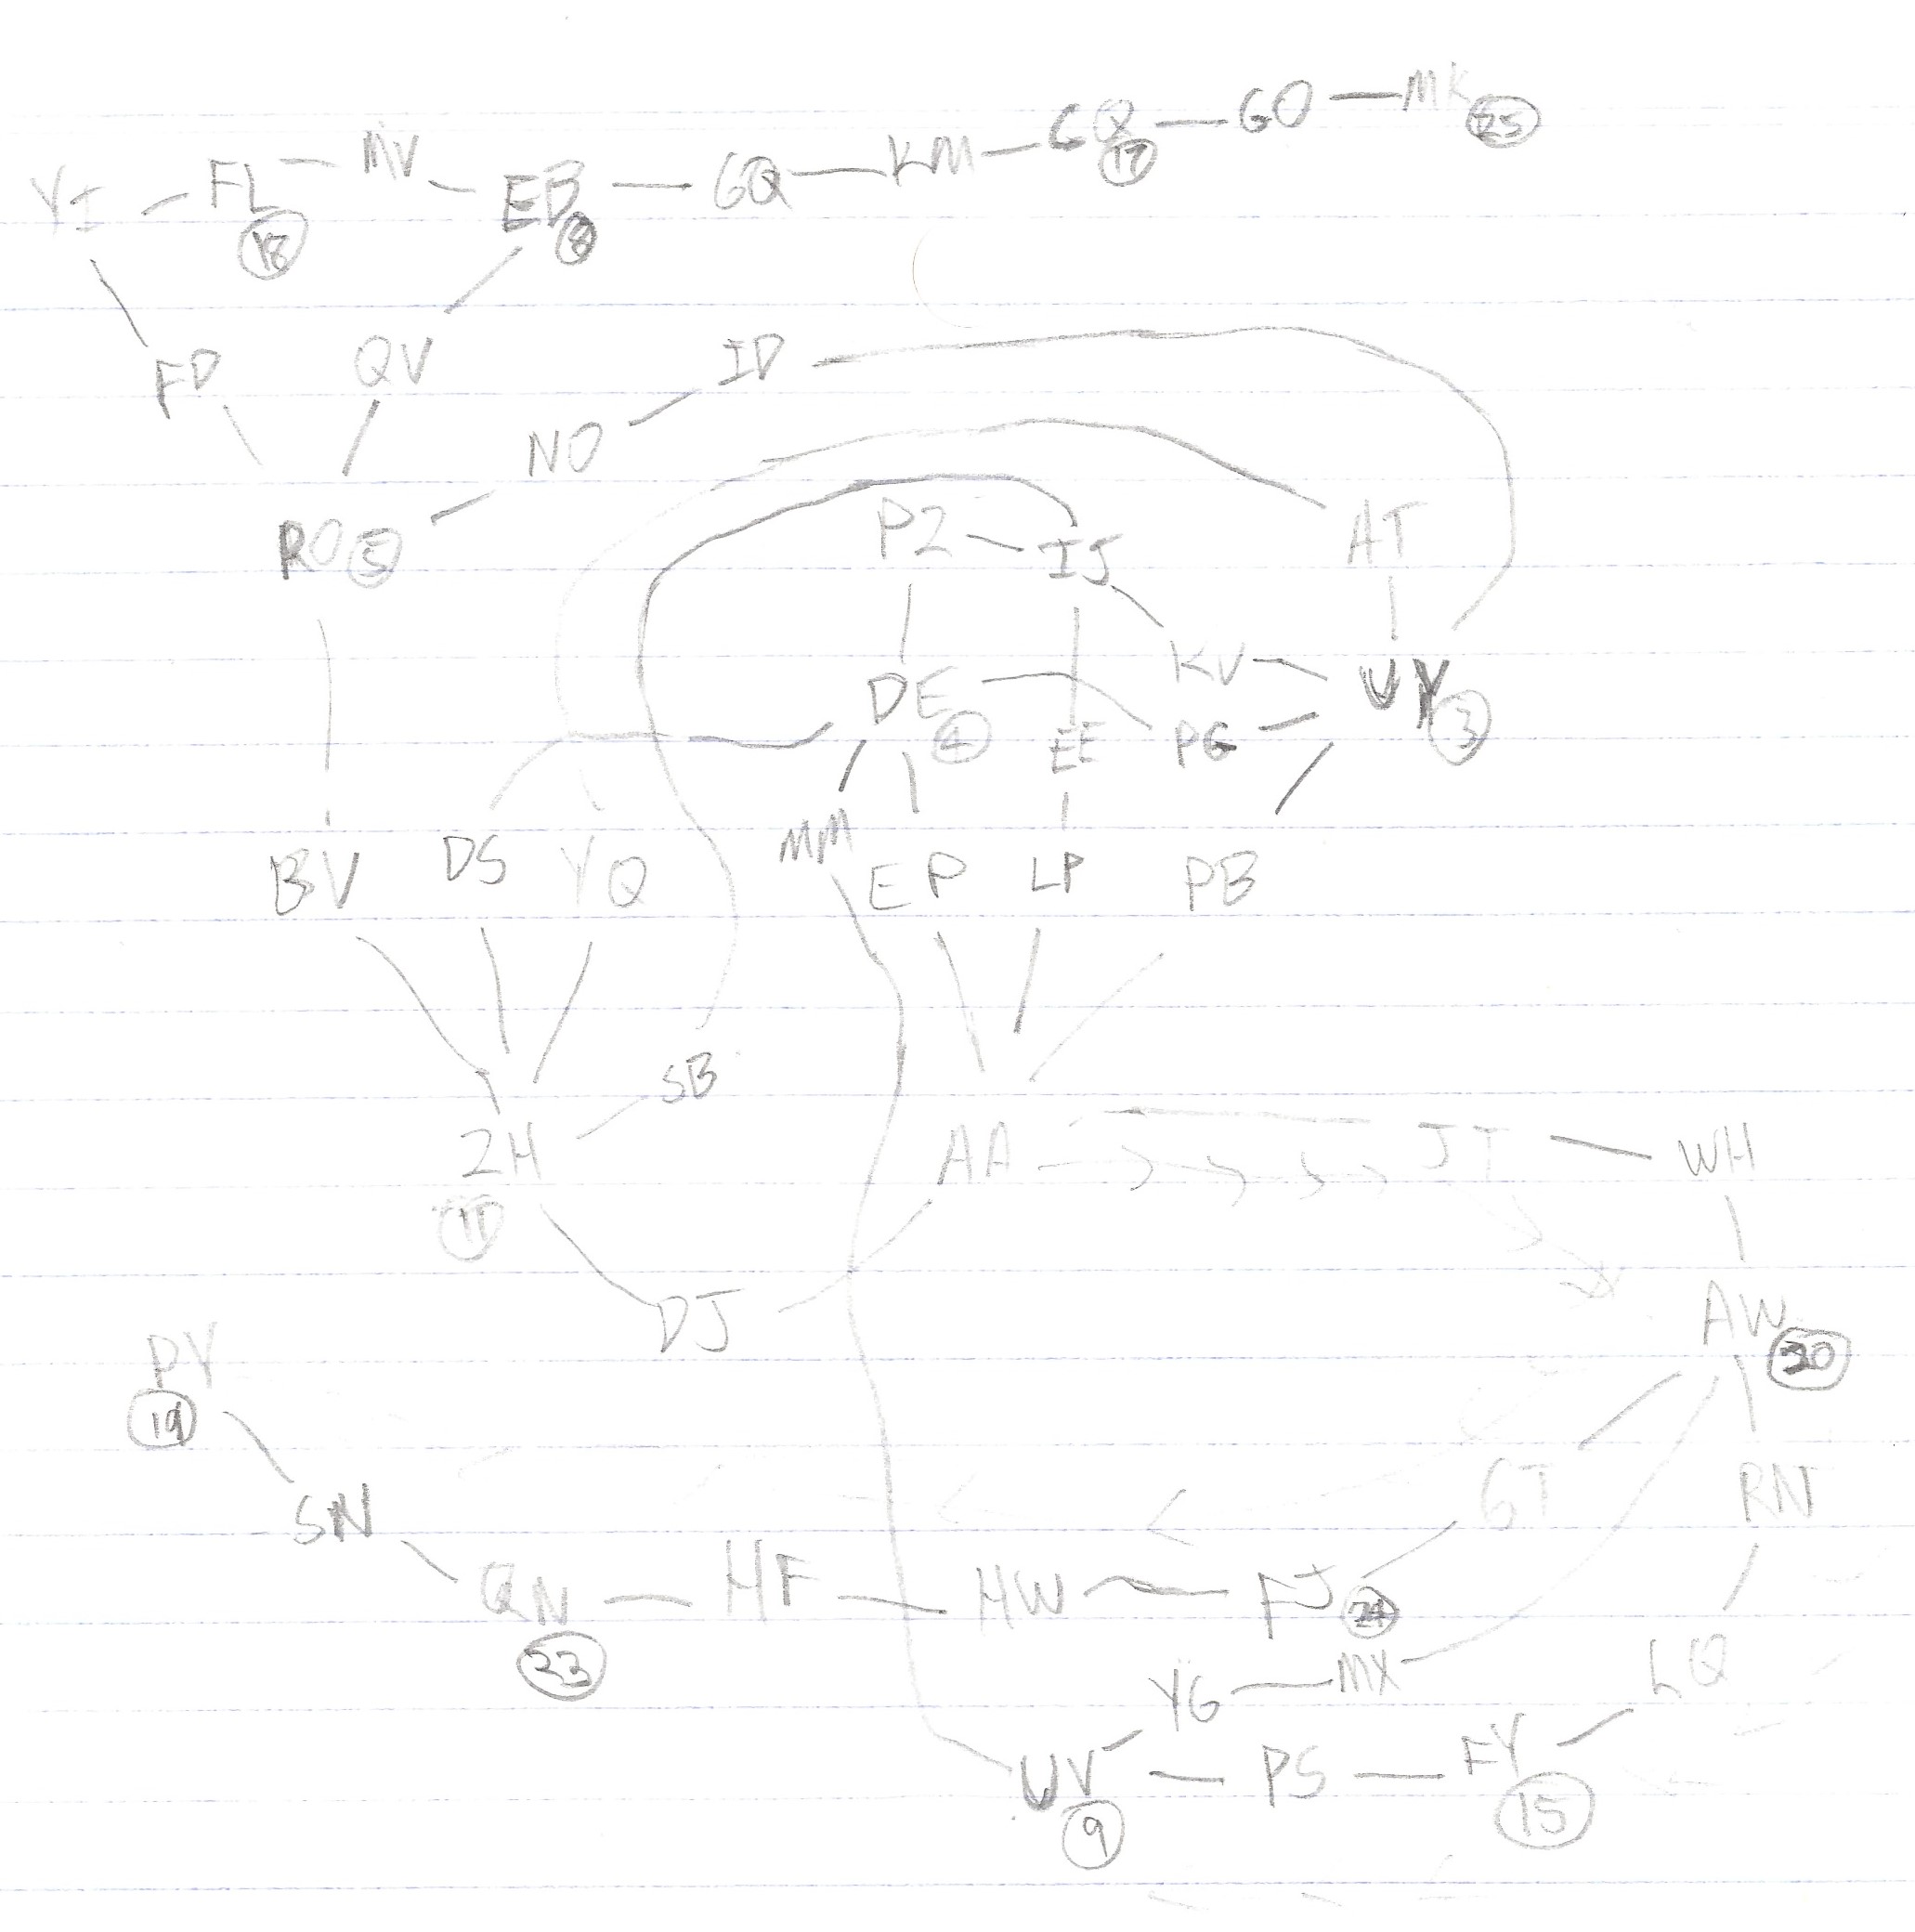 GO MK
GQ 25
YI FL MV EB GQ KM 17
18 8
FD QV ID
NO
RO 5 PZ IJ AT
KV UY
DE 4 EE PG 3
BV DS YQ MM EP LP PB
SB
ZH AA JT WH
11
DJ AW
PY 20
19 GT RN
SN
QN HF HW FJ 24
23 YG MX LQ
UV PS FY
9 15